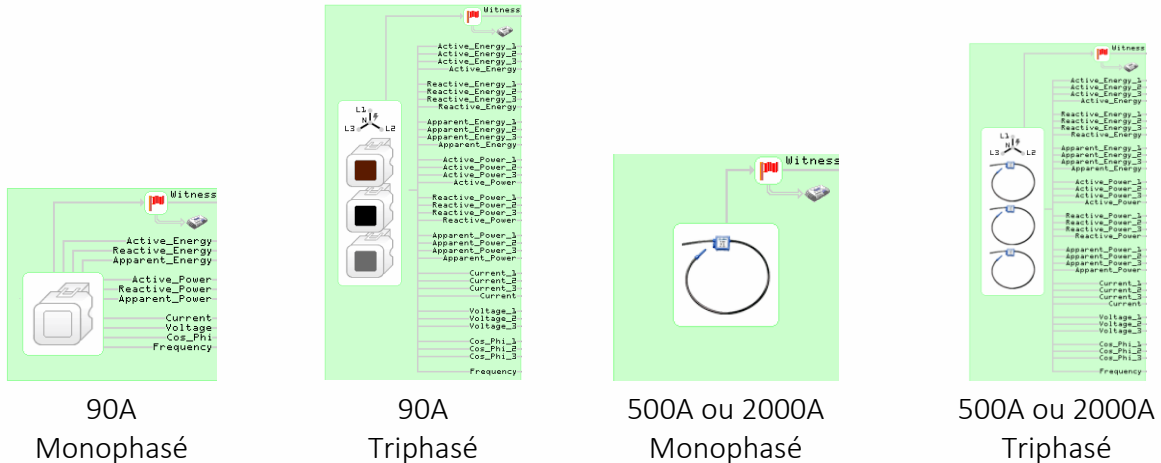 Witness
Active_Energy
Reactive_Energy
Apparent_Energy
Active_Power
Reactive_Power
Apparent_Power
Current
Voltage
Cos_Phi
Frequency
90A
Monophasé
Witness
L1
N
L3
L2
Active_Energy_1
Active_Energy_2
Active_Energy_3
Active_Energy
Reactive_Energy_1
Reactive_Energy_2
Reactive_Energy_3
Reactive_Energy
Apparent_Energy_1
Apparent_Energy_2
Apparent_Energy_3
Apparent_Energy
Active_Power_1
Active_Power_2
Active_Power_3
Active_Power
Reactive_Power_1
Reactive_Power_2
Reactive_Power_3
Reactive_Power
Apparent_Power_1
Apparent_Power_2
Apparent_Power_3
Apparent_Power
Current_1
Current_2
Current_3
Current
Voltage_1
Voltage_2
Voltage_3
Cos_Phi_1
Cos_Phi_2
Cos_Phi_3
Frequency
90A
Triphasé
Witness
500A ou 2000A
Monophasé
Witness
L1
N
L3
L2
Active_Energy_1
Active_Energy_2
Active_Energy_3
Active_Energy
Reactive_Energy_1
Reactive_Energy_2
Reactive_Energy_3
Reactive_Energy
Apparent_Energy_1
Apparent_Energy_2
Apparent_Energy_3
Apparent_Energy
Active_Power_1
Active_Power_2
Active_Power_3
Active_Power
Reactive_Power_1
Reactive_Power_2
Reactive_Power_3
Reactive_Power
Apparent_Power_1
Apparent_Power_2
Apparent_Power_3
Apparent_Power
Current_1
Current_2
Current_3
Current
Voltage_1
Voltage_2
Voltage_3
Cos_Phi_1
Cos_Phi_2
Cos_Phi_3
Frequency
500A ou 2000A
Triphasé